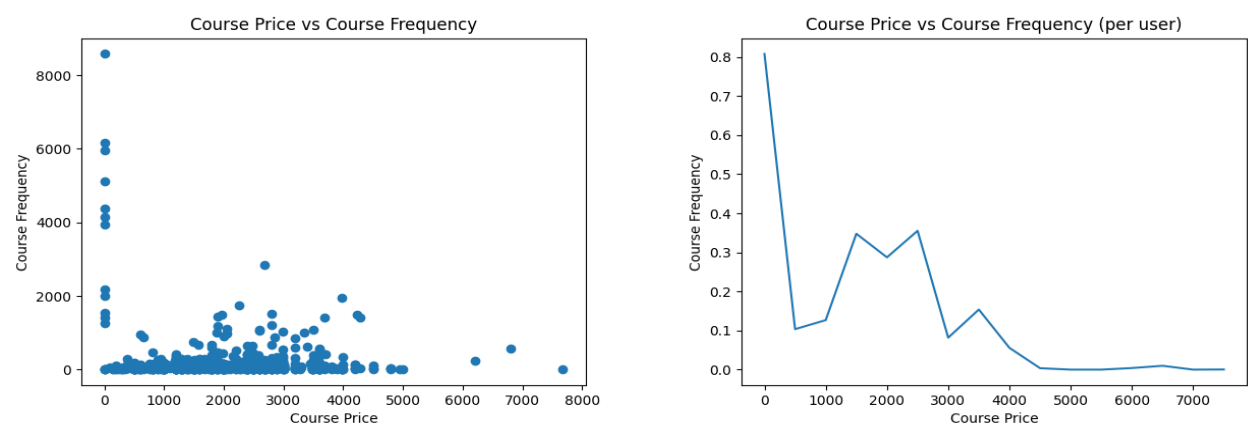 Course Price vs Course Frequency
Course Frequency
8000
6000
4000
2000
0
0 1000 2000 3000 4000 5000 6000 7000 8000
Course Price
Course Price vs Course Frequency (per user)
Course Frequency
0.8
0.7
0.6
0.5
0.4
0.3
0.2
0.1
0.0
0 1000 2000 3000 4000 5000 6000 7000
Course Price